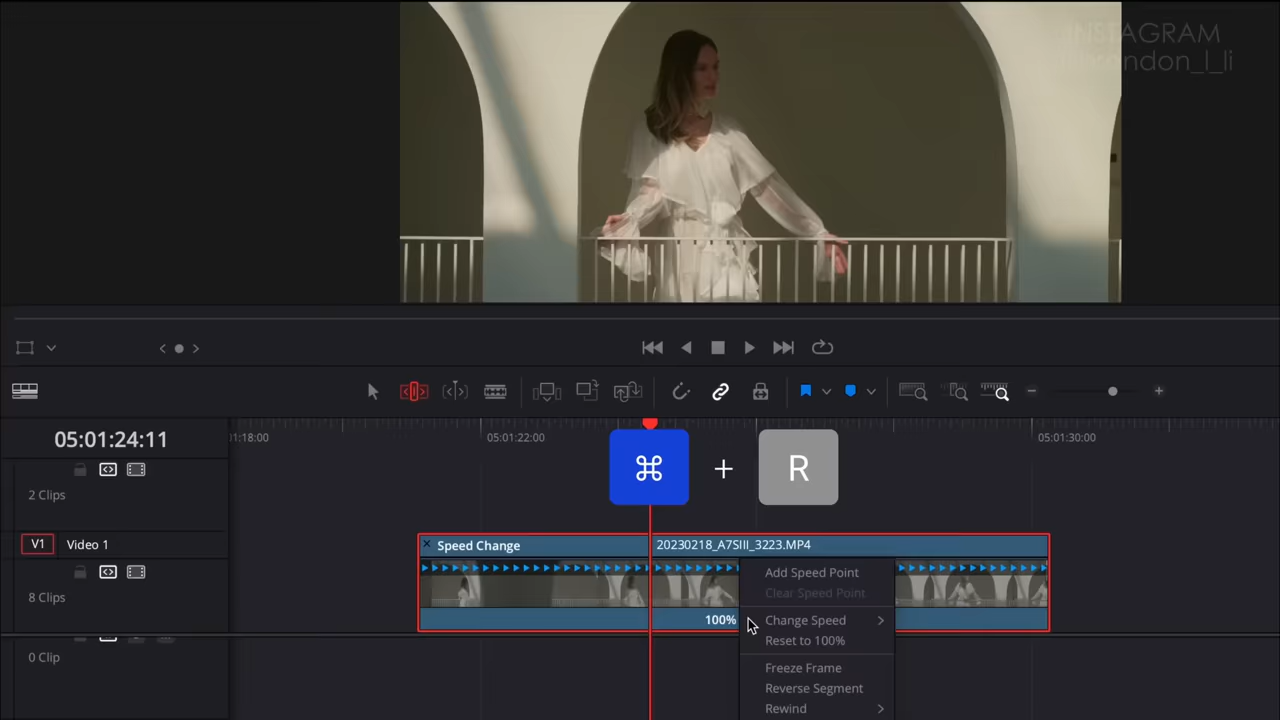 INSTAGRAM
05:01:24:11
01:18:00
05:01:22:00
05:01:30:00
⌘ + R
2 Clips
V1 Video 1
Speed Change
20230218_A7SIII_3223.MP4
8 Clips
100%
Add Speed Point
Clear Speed Point
Change Speed
Reset to 100%
Freeze Frame
Reverse Segment
Rewind
0 Clip